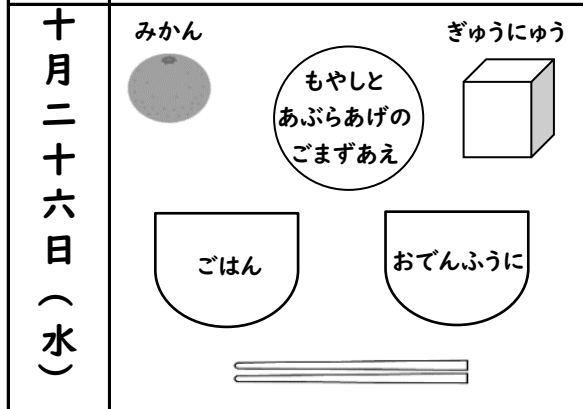 十月二十六日（水）
みかん
もやしと
あぶらあげの
ごまずあえ
ぎゅうにゅう
ごはん
おでんふうに